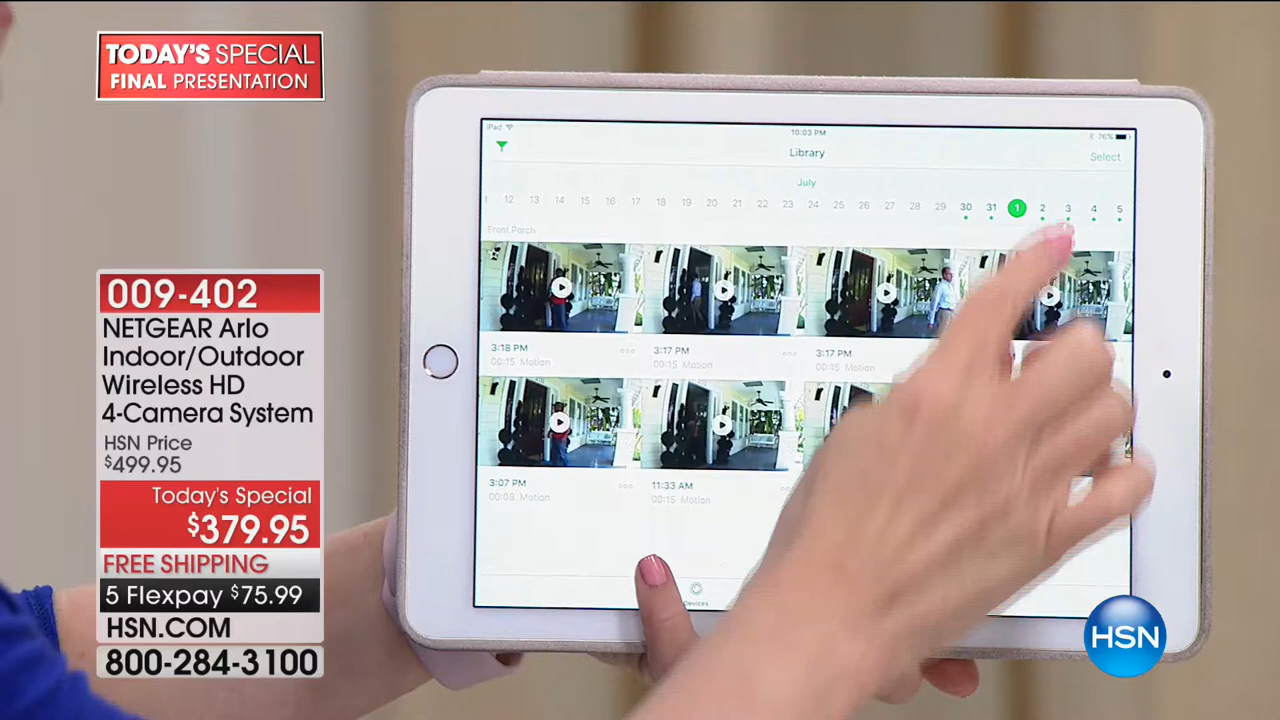 TODAY'S SPECIAL
FINAL PRESENTATION
009-402
NETGEAR Arlo
Indoor/Outdoor
Wireless HD
4-Camera System
HSN Price
$499.95
Today's Special
$379.95
FREE SHIPPING
5 Flexpay $75.99
HSN.COM
800-284-3100
iPad 10:03 PM 76%
Library Select
July
12 13 14 15 16 17 18 19 20 21 22 23 24 25 26 27 28 29 30 31 1 2 3 4 5
Front Porch
3:18 PM 3:17 PM 3:17 PM
00:15 Motion 00:15 Motion 00:15 Motion
3:07 PM 11:33 AM
00:08 Motion 00:15 Motion
HSN